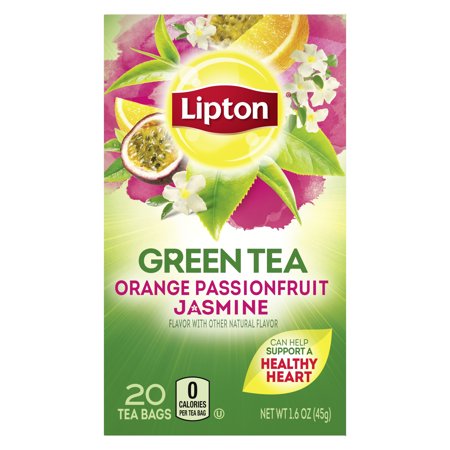 Lipton
GREEN TEA
ORANGE PASSIONFRUIT
JASMINE
FLAVOR WITH OTHER NATURAL FLAVOR
CAN HELP
SUPPORT A
HEALTHY
HEART
20
TEA BAGS
0
CALORIES
PER TEA BAG
U
NET WT 1.6 OZ (45g)